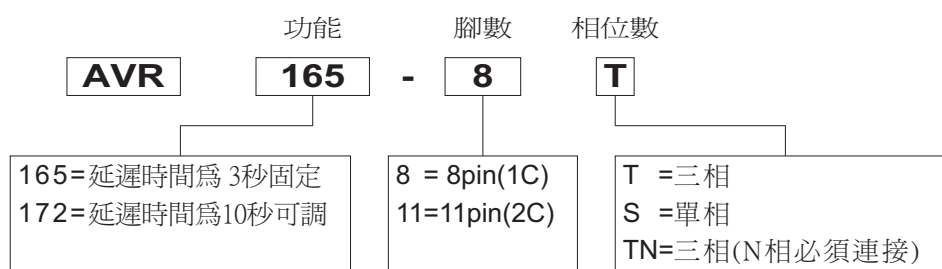 功能 腳數 相位數
AVR 165 - 8 T
165=延遲時間爲 3秒固定
172=延遲時間爲10秒可調
8 = 8pin(1C)
11=11pin(2C)
T =三相
S =單相
TN=三相(N相必須連接)